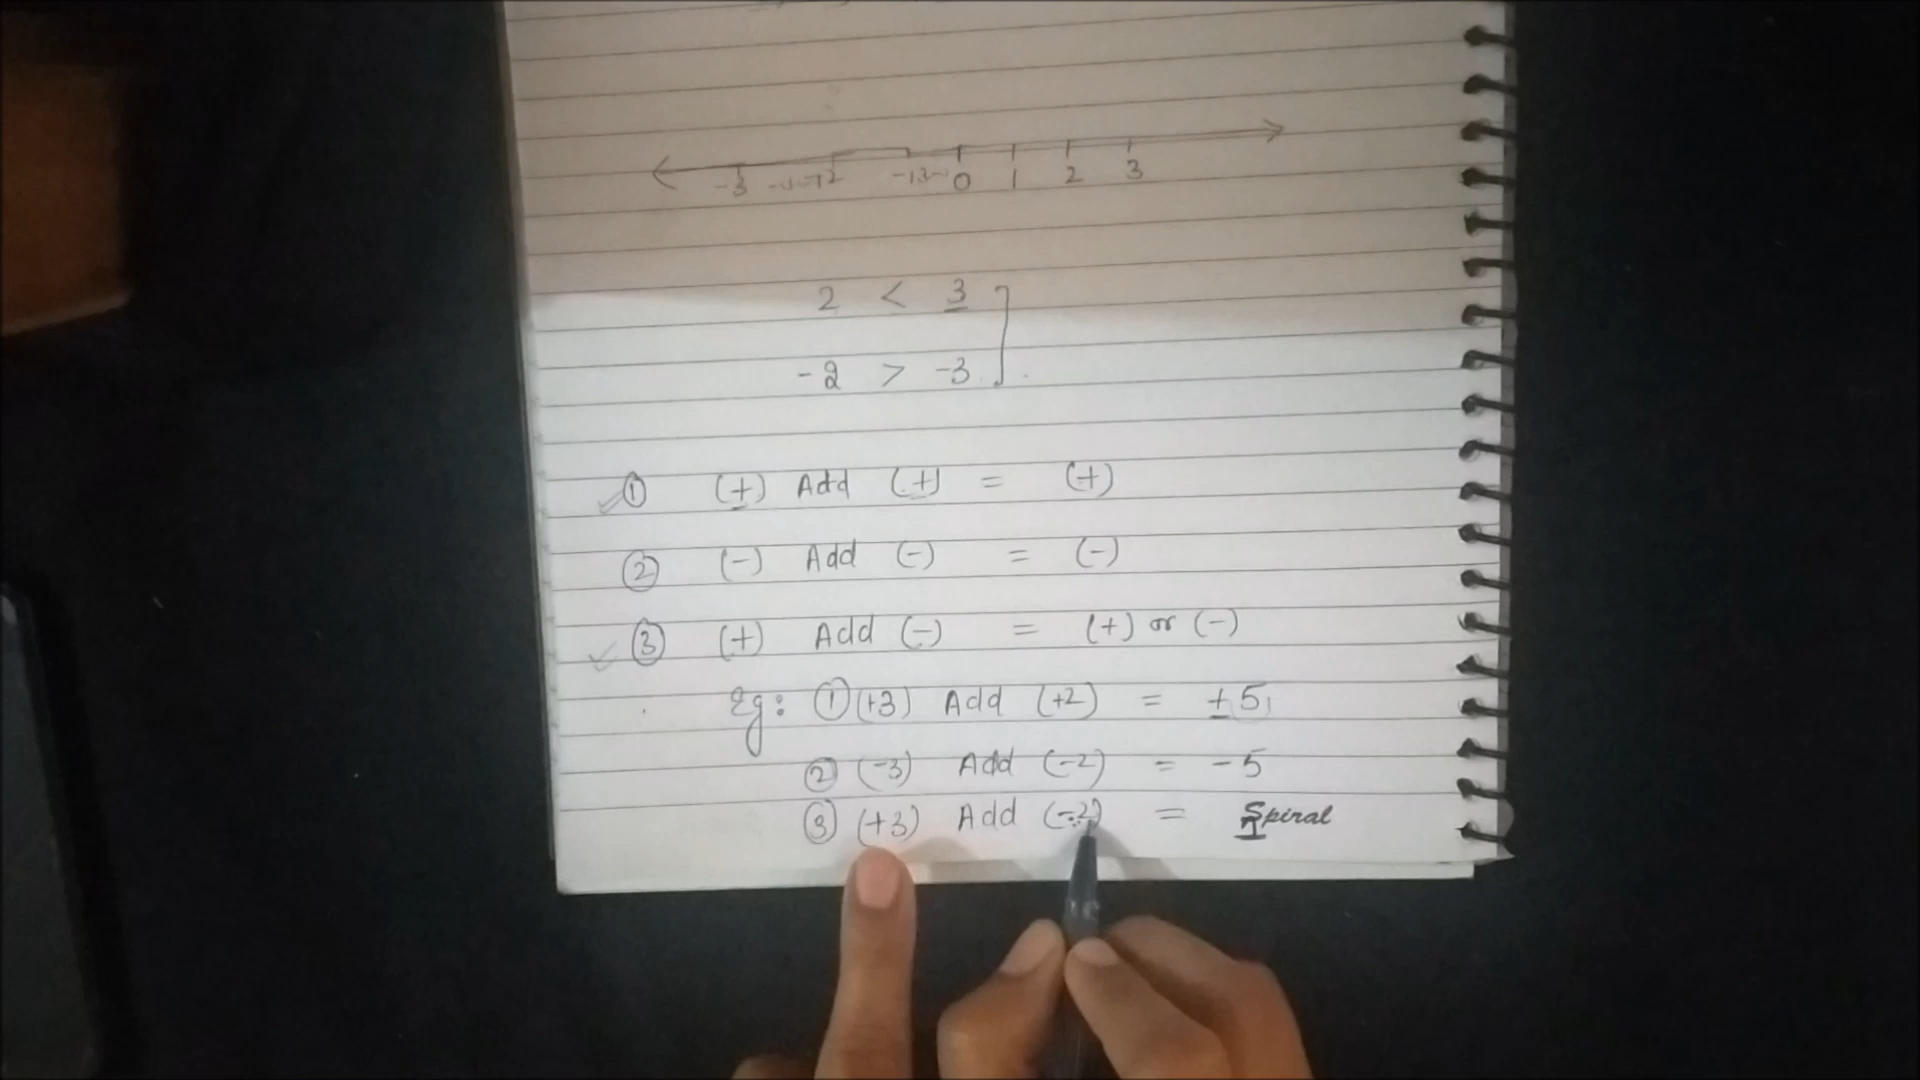 -3 2 0 1 2 3
2 < 3
-2 > -3
① (+) Add (+) = (+)
② (-) Add (-) = (-)
③ (+) Add (-) = (+) or (-)
Eg: ① (+3) Add (+2) = +5
② (-3) Add (-2) = -5
③ (+3) Add (-2) = Spiral